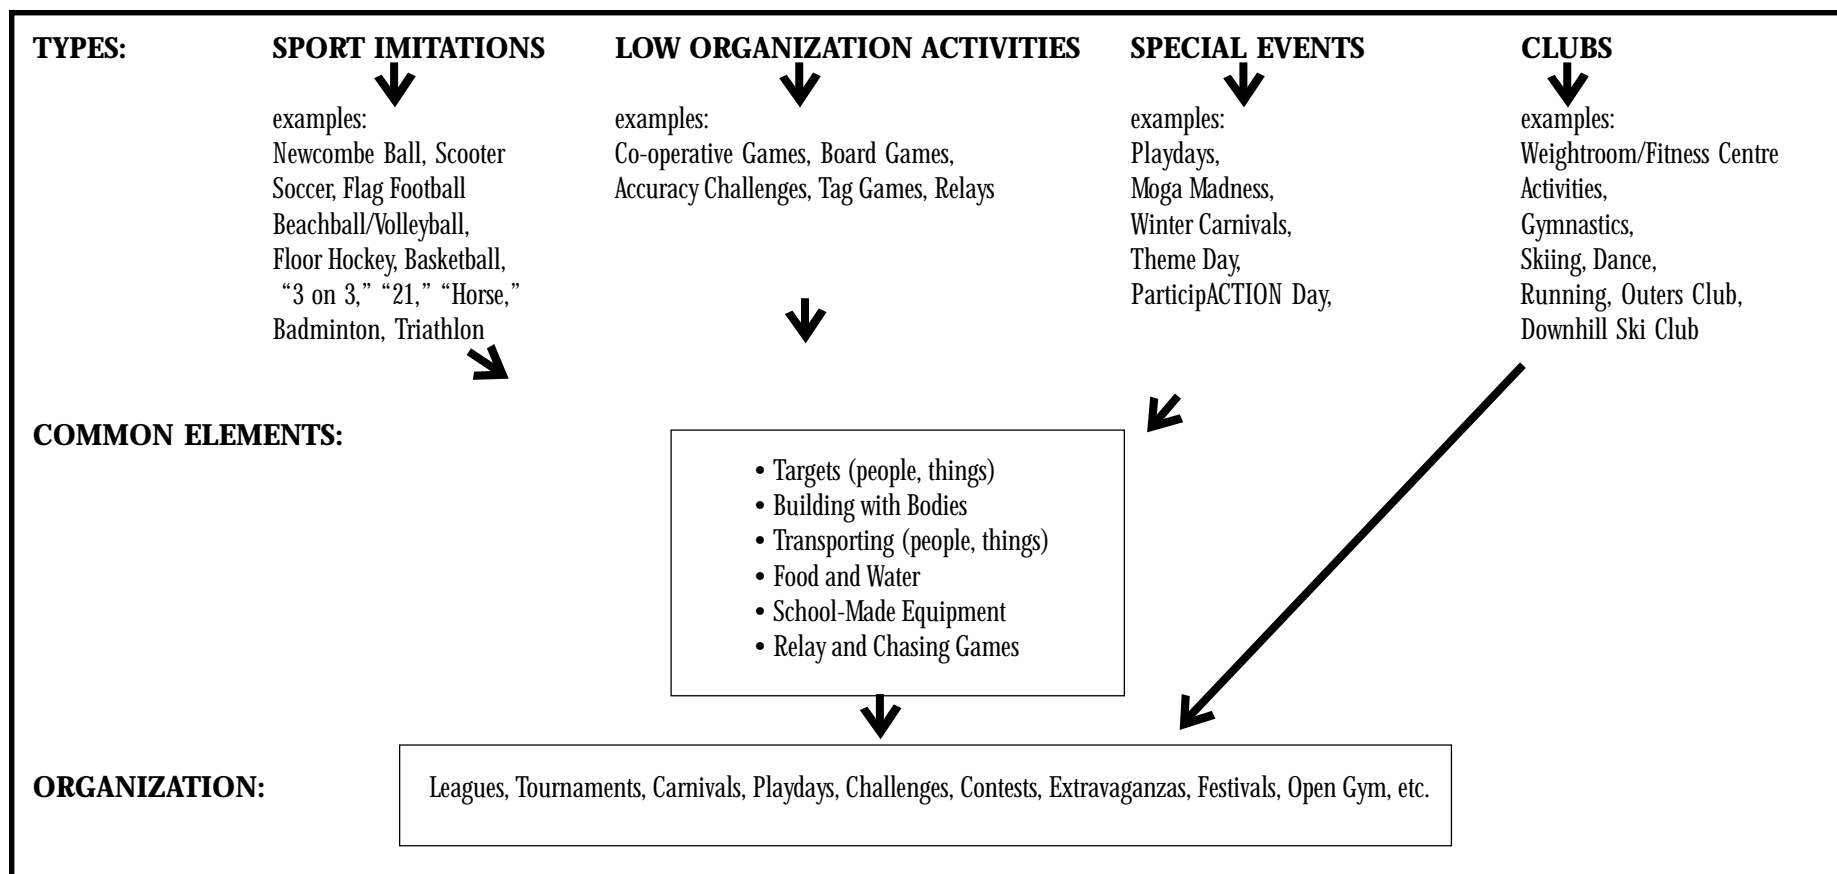 TYPES:
SPORT IMITATIONS
examples:
Newcombe Ball, Scooter
Soccer, Flag Football
Beachball/Volleyball,
Floor Hockey, Basketball,
“3 on 3,” “21,” “Horse,”
Badminton, Triathlon
LOW ORGANIZATION ACTIVITIES
examples:
Co-operative Games, Board Games,
Accuracy Challenges, Tag Games, Relays
SPECIAL EVENTS
examples:
Playdays,
Moga Madness,
Winter Carnivals,
Theme Day,
ParticipACTION Day,
CLUBS
examples:
Weightroom/Fitness Centre
Activities,
Gymnastics,
Skiing, Dance,
Running, Outers Club,
Downhill Ski Club
COMMON ELEMENTS:
• Targets (people, things)
• Building with Bodies
• Transporting (people, things)
• Food and Water
• School-Made Equipment
• Relay and Chasing Games
ORGANIZATION:
Leagues, Tournaments, Carnivals, Playdays, Challenges, Contests, Extravaganzas, Festivals, Open Gym, etc.